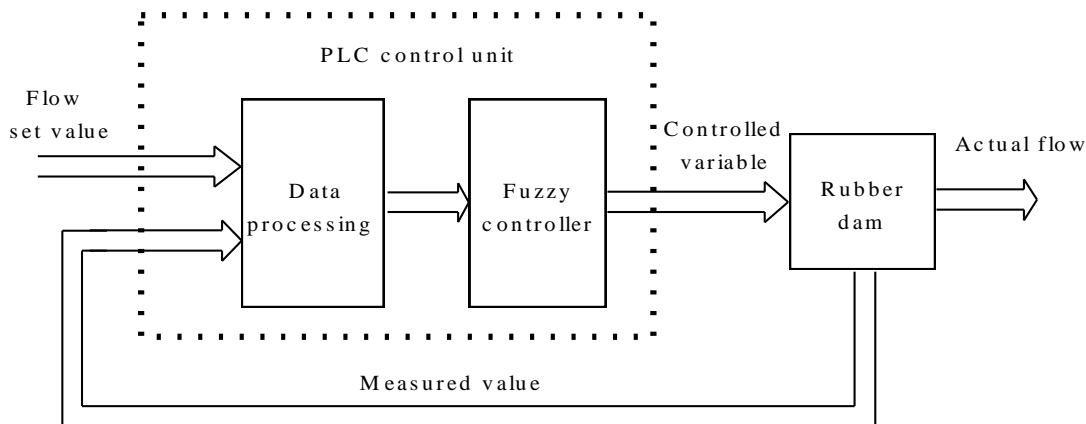 PLC control unit
Flow
set value
Data
processing
Fuzzy
controller
Controlled
variable
Rubber
dam
Actual flow
Measured value